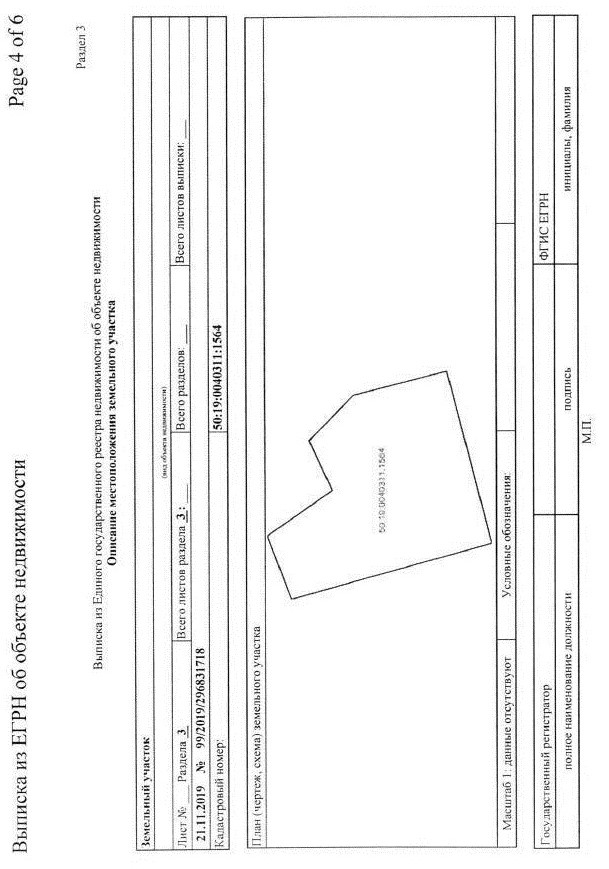 Выписка из ЕГРН об объекте недвижимости Page 4 of 6
Раздел 3
Выписка из Единого государственного реестра недвижимости об объекте недвижимости
Описание местоположения земельного участка
Земельный участок
(вид объекта недвижимости)
Лист № ___ Раздела 3 Всего листов раздела 3 : ___ Всего разделов: ___ Всего листов выписки: ___
21.11.2019 № 99/2019/296831718
Кадастровый номер: 50:19:0040311:1564
План (чертеж, схема) земельного участка
50:19:0040311:1564
Масштаб 1: данные отсутствуют Условные обозначения:
Государственный регистратор ФГИС ЕГРН
полное наименование должности подпись инициалы, фамилия
М.П.